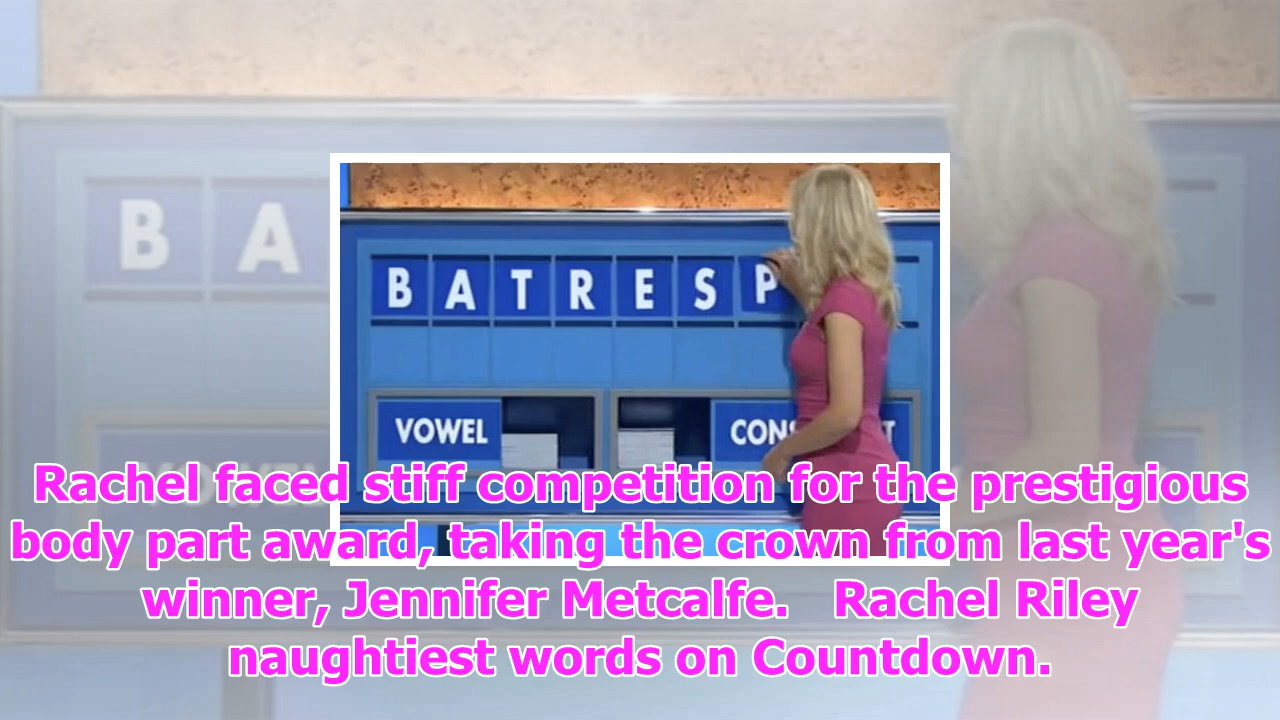 B A
B A T R E S P
VOWEL CONS T
VOWEL
Rachel faced stiff competition for the prestigious
body part award, taking the crown from last year's
winner, Jennifer Metcalfe.   Rachel Riley
naughtiest words on Countdown.